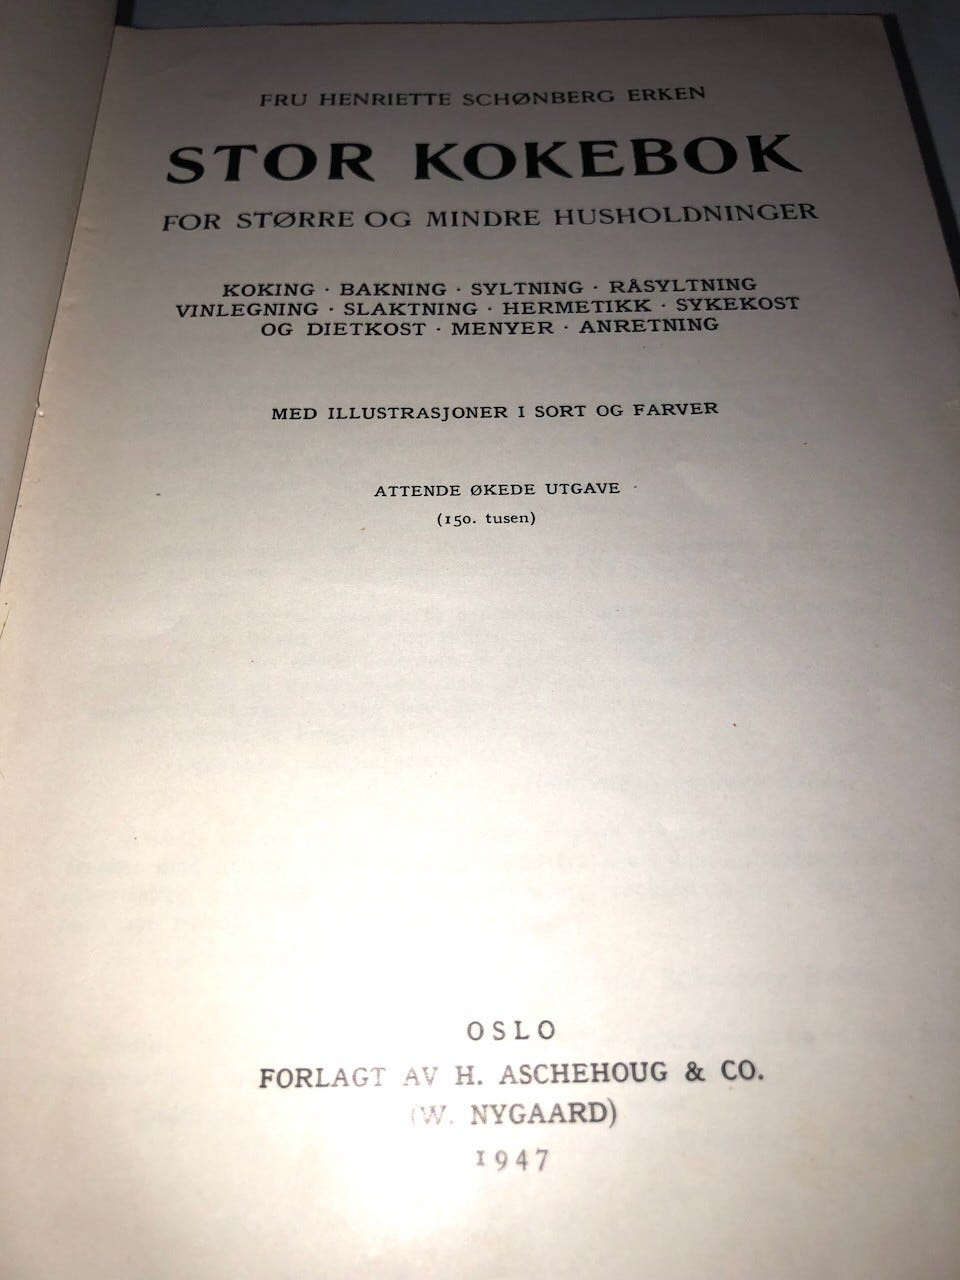 FRU HENRIETTE SCHØNBERG ERKEN
STOR KOKEBOK
FOR STØRRE OG MINDRE HUSHOLDNINGER
KOKING · BAKNING · SYLTNING · RÅSYLTNING
VINLEGNING · SLAKTNING · HERMETIKK · SYKEKOST
OG DIETKOST · MENYER · ANRETNING
MED ILLUSTRASJONER I SORT OG FARVER
ATTENDE ØKEDE UTGAVE
(150. tusen)
OSLO
FORLAGT AV H. ASCHEHOUG & CO.
(W. NYGAARD)
1947